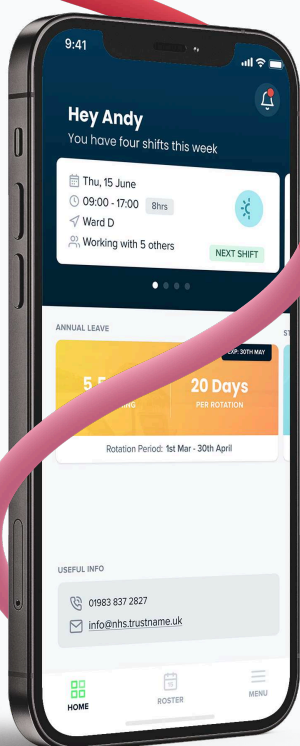 9:41
Hey Andy
You have four shifts this week
Thu, 15 June
09:00 - 17:00 8hrs
Ward D
Working with 5 others
NEXT SHIFT
ANNUAL LEAVE
EXP: 30TH MAY
20 Days
PER ROTATION
Rotation Period: 1st Mar - 30th April
USEFUL INFO
01983 837 2827
info@nhs.trustname.uk
HOME
ROSTER
MENU